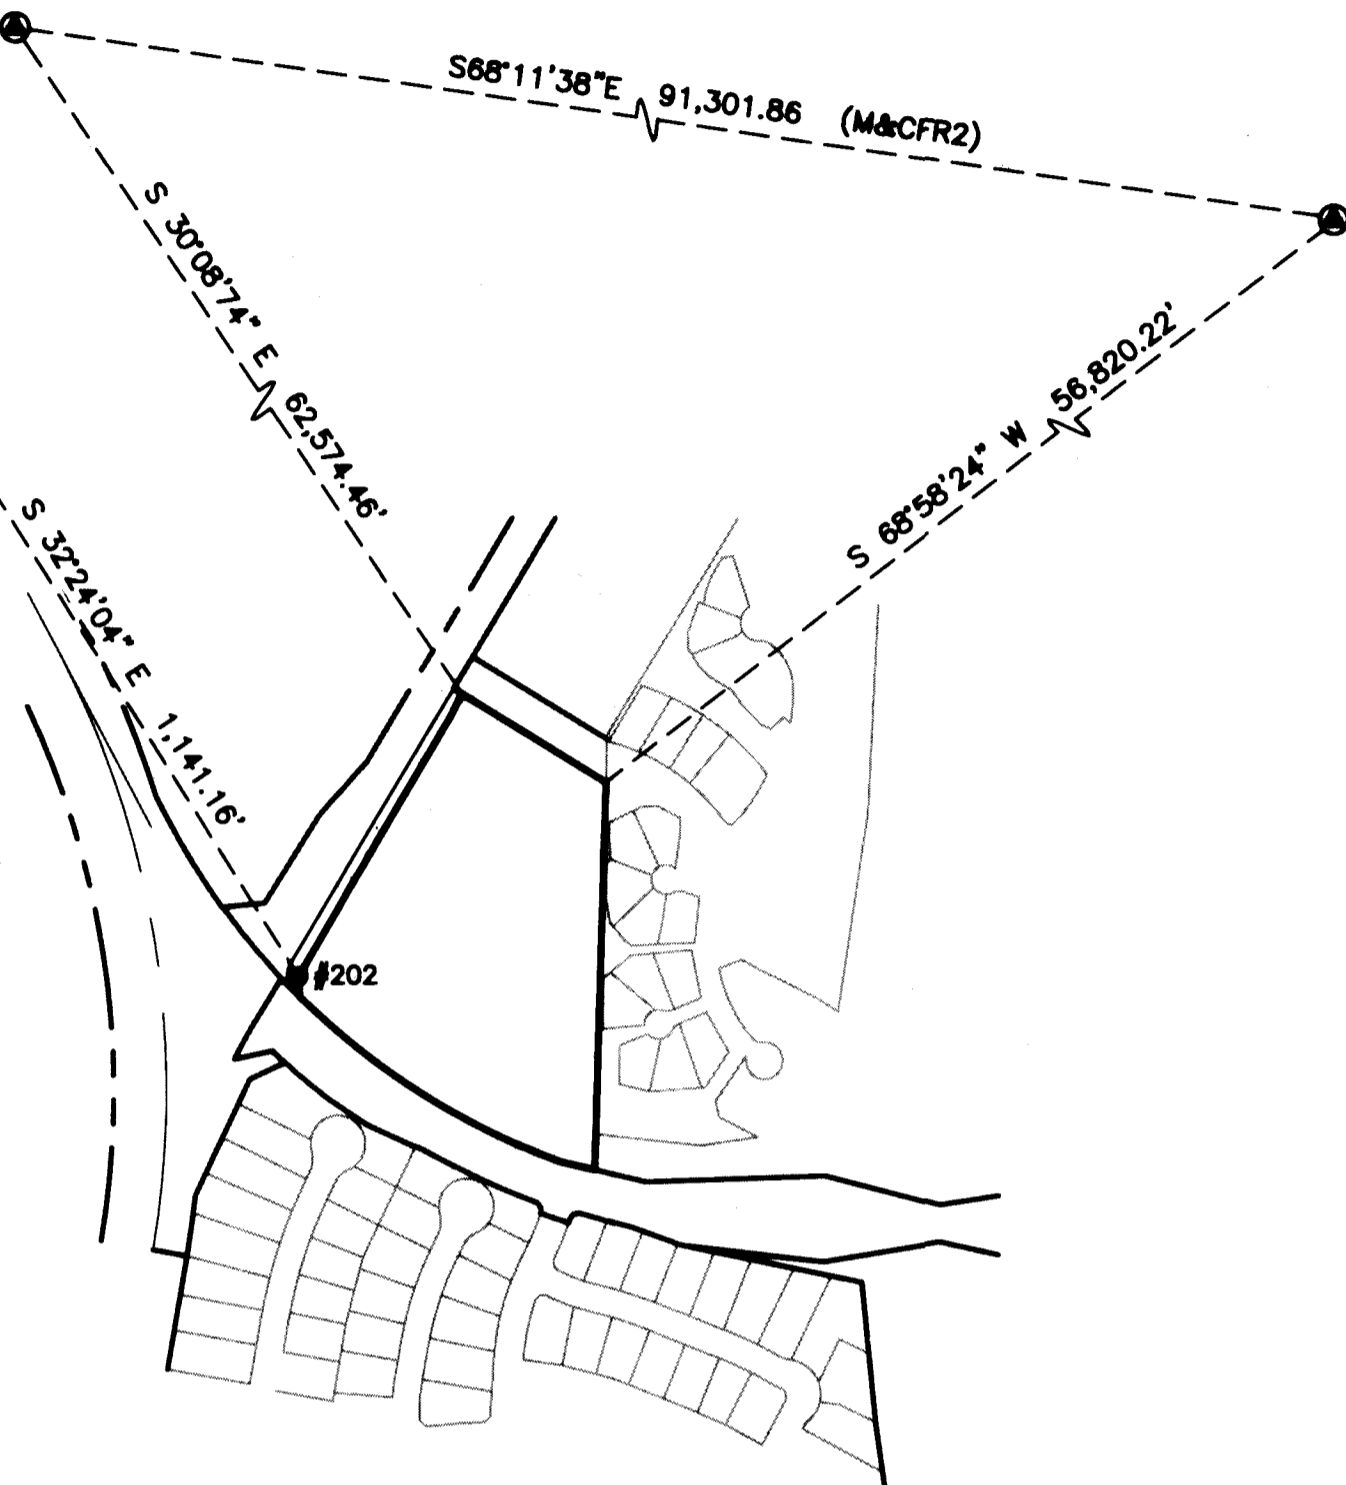 S68°11'38"E 91,301.86 (M&CFR2)
S 30°08'74" E 62,574.46'
S 68°58'24" W 56,820.22'
S 32°24'04" E 1,141.16'
#202